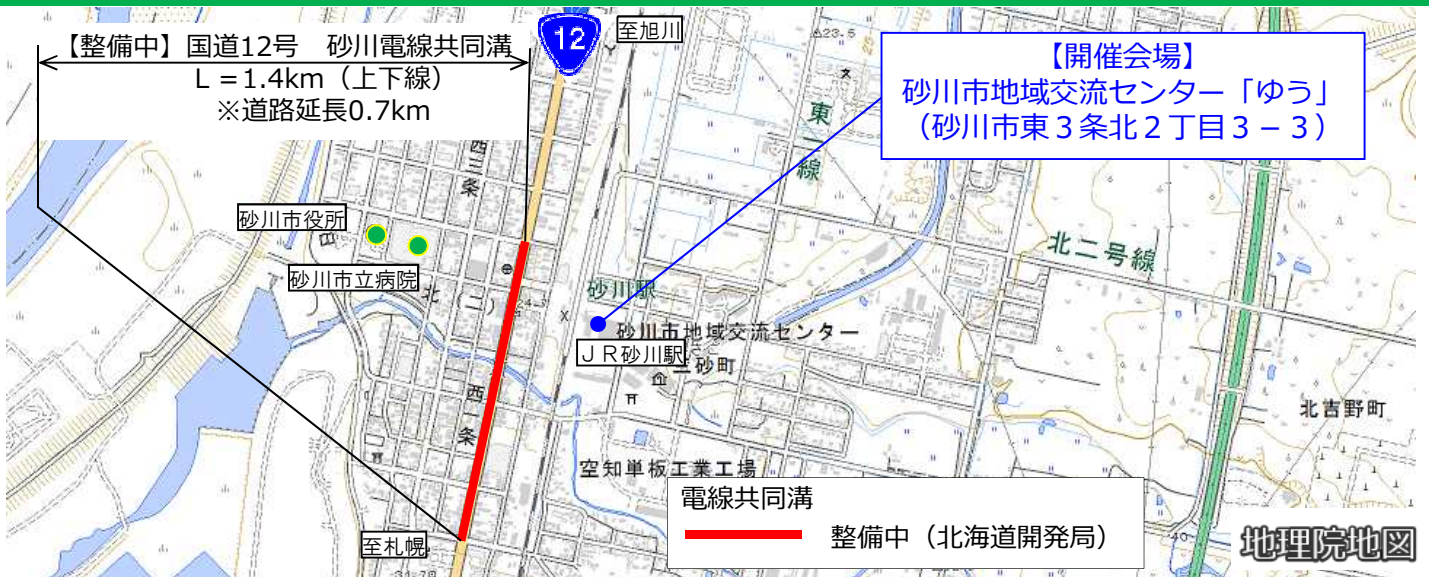 【整備中】国道12号　砂川電線共同溝
L＝1.4km（上下線）
※道路延長0.7km
12
至旭川
【開催会場】
砂川市地域交流センター「ゆう」
（砂川市東３条北２丁目３－３）
△23.5
東
線
西
三
条
砂川市役所
砂川市立病院
北（二）
北二号線
砂川駅
砂川市地域交流センター
ＪＲ砂川駅
三砂町
西
一
条
北吉野町
空知単板工業工場
至札幌
電線共同溝
整備中（北海道開発局）
40
地理院地図